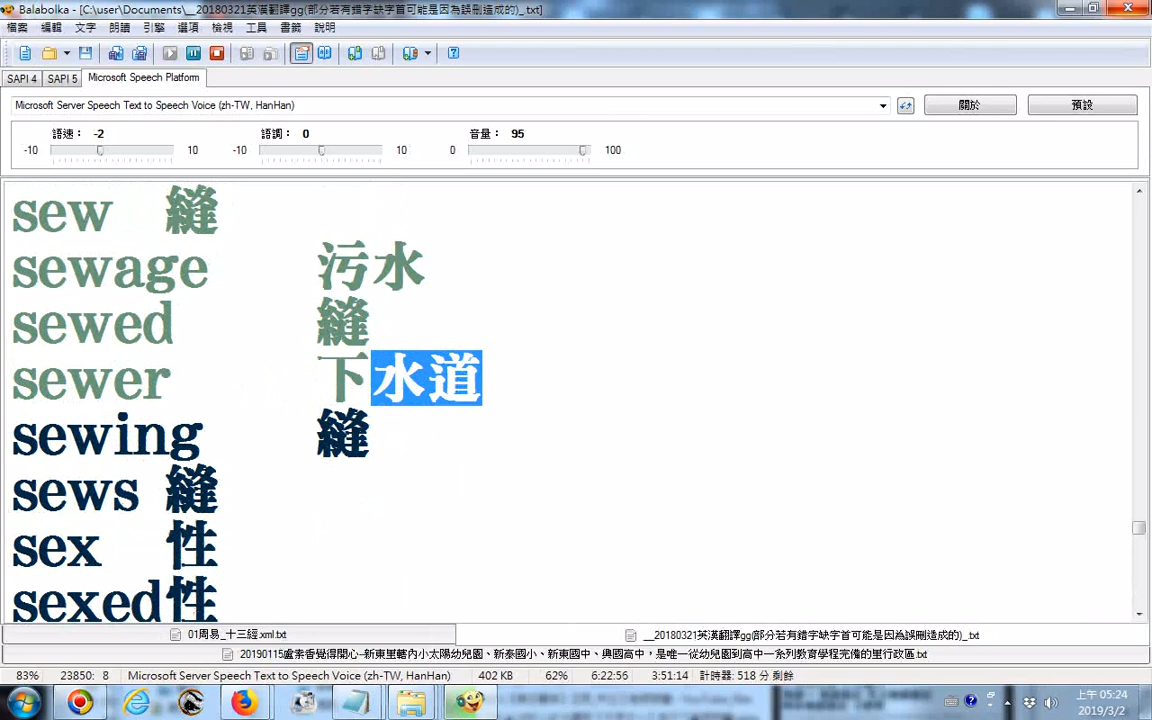 Balabolka - [C:\user\Documents\__20180321英漢翻譯gg(部分若有錯字缺字首可能是因為誤刪造成的)_.txt]
檔案 編輯 文字 朗讀 引擎 選項 檢視 工具 書籤 說明
SAPI 4 SAPI 5 Microsoft Speech Platform
Microsoft Server Speech Text to Speech Voice (zh-TW, HanHan) 關於 預設
語速： -2 語調： 0 音量： 95
-10 10 -10 10 0 100
sew 縫
sewage 污水
sewed 縫
sewer 下水道
sewing 縫
sews 縫
sex 性
sexed性
01周易_十三經.xml.txt __20180321英漢翻譯gg(部分若有錯字缺字首可能是因為誤刪造成的)_.txt
20190115盧素香覺得開心-新東里轄內小太陽幼兒園、新泰國小、新東國中、興國高中，是唯一從幼兒園到高中一系列教育學程完備的里行政區.txt
83% 23850: 8 Microsoft Server Speech Text to Speech Voice (zh-TW, HanHan) 402 KB 62% 6:22:56 3:51:14 計時器: 518 分 剩餘
上午 05:24
2019/3/2